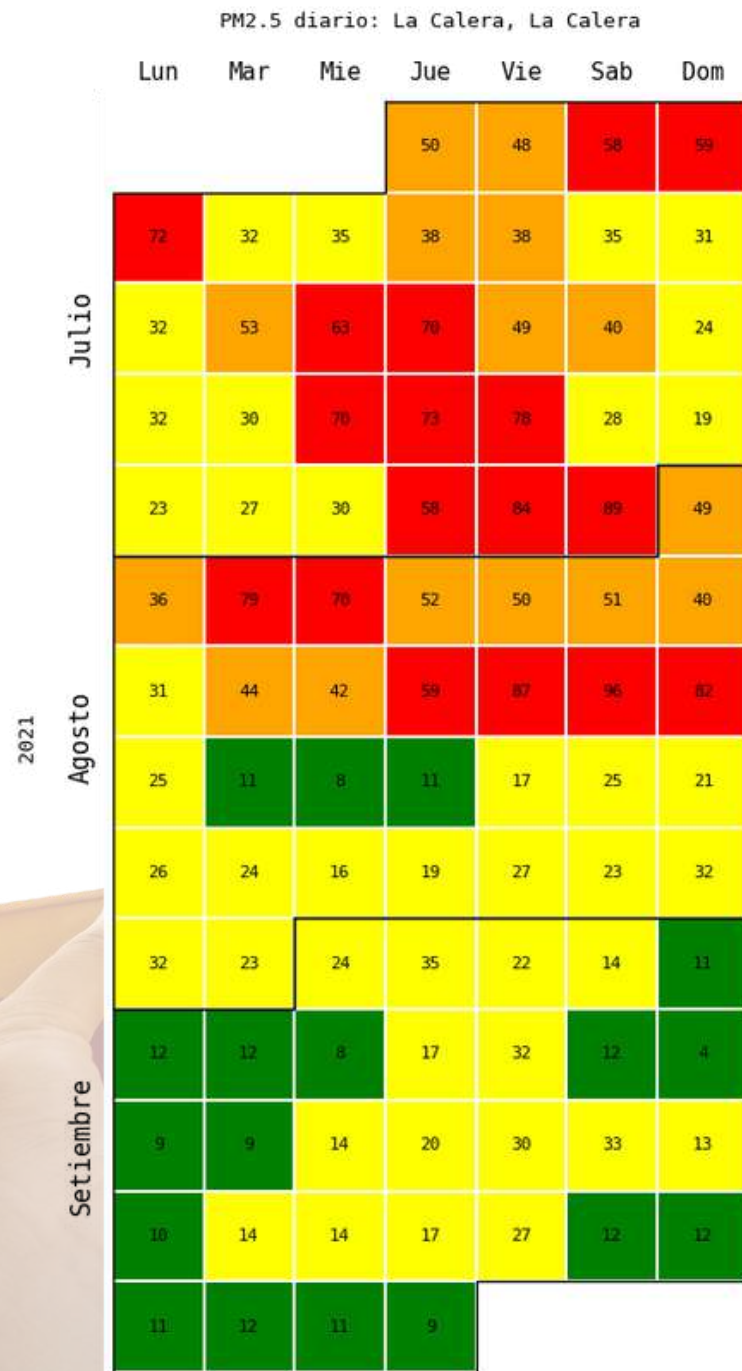 PM2.5 diario: La Calera, La Calera
Lun Mar Mie Jue Vie Sab Dom
50 48 58 59
72 32 35 38 38 35 31
Julio
32 53 63 70 49 40 24
32 30 70 73 78 28 19
23 27 30 58 84 89 49
36 79 70 52 50 51 40
31 44 42 59 87 96 82
2021
Agosto
25 11 8 11 17 25 21
26 24 16 19 27 23 32
32 23 24 35 22 14 11
12 12 8 17 32 12 4
Setiembre
9 9 14 20 30 33 13
10 14 14 17 27 12 12
11 12 11 9